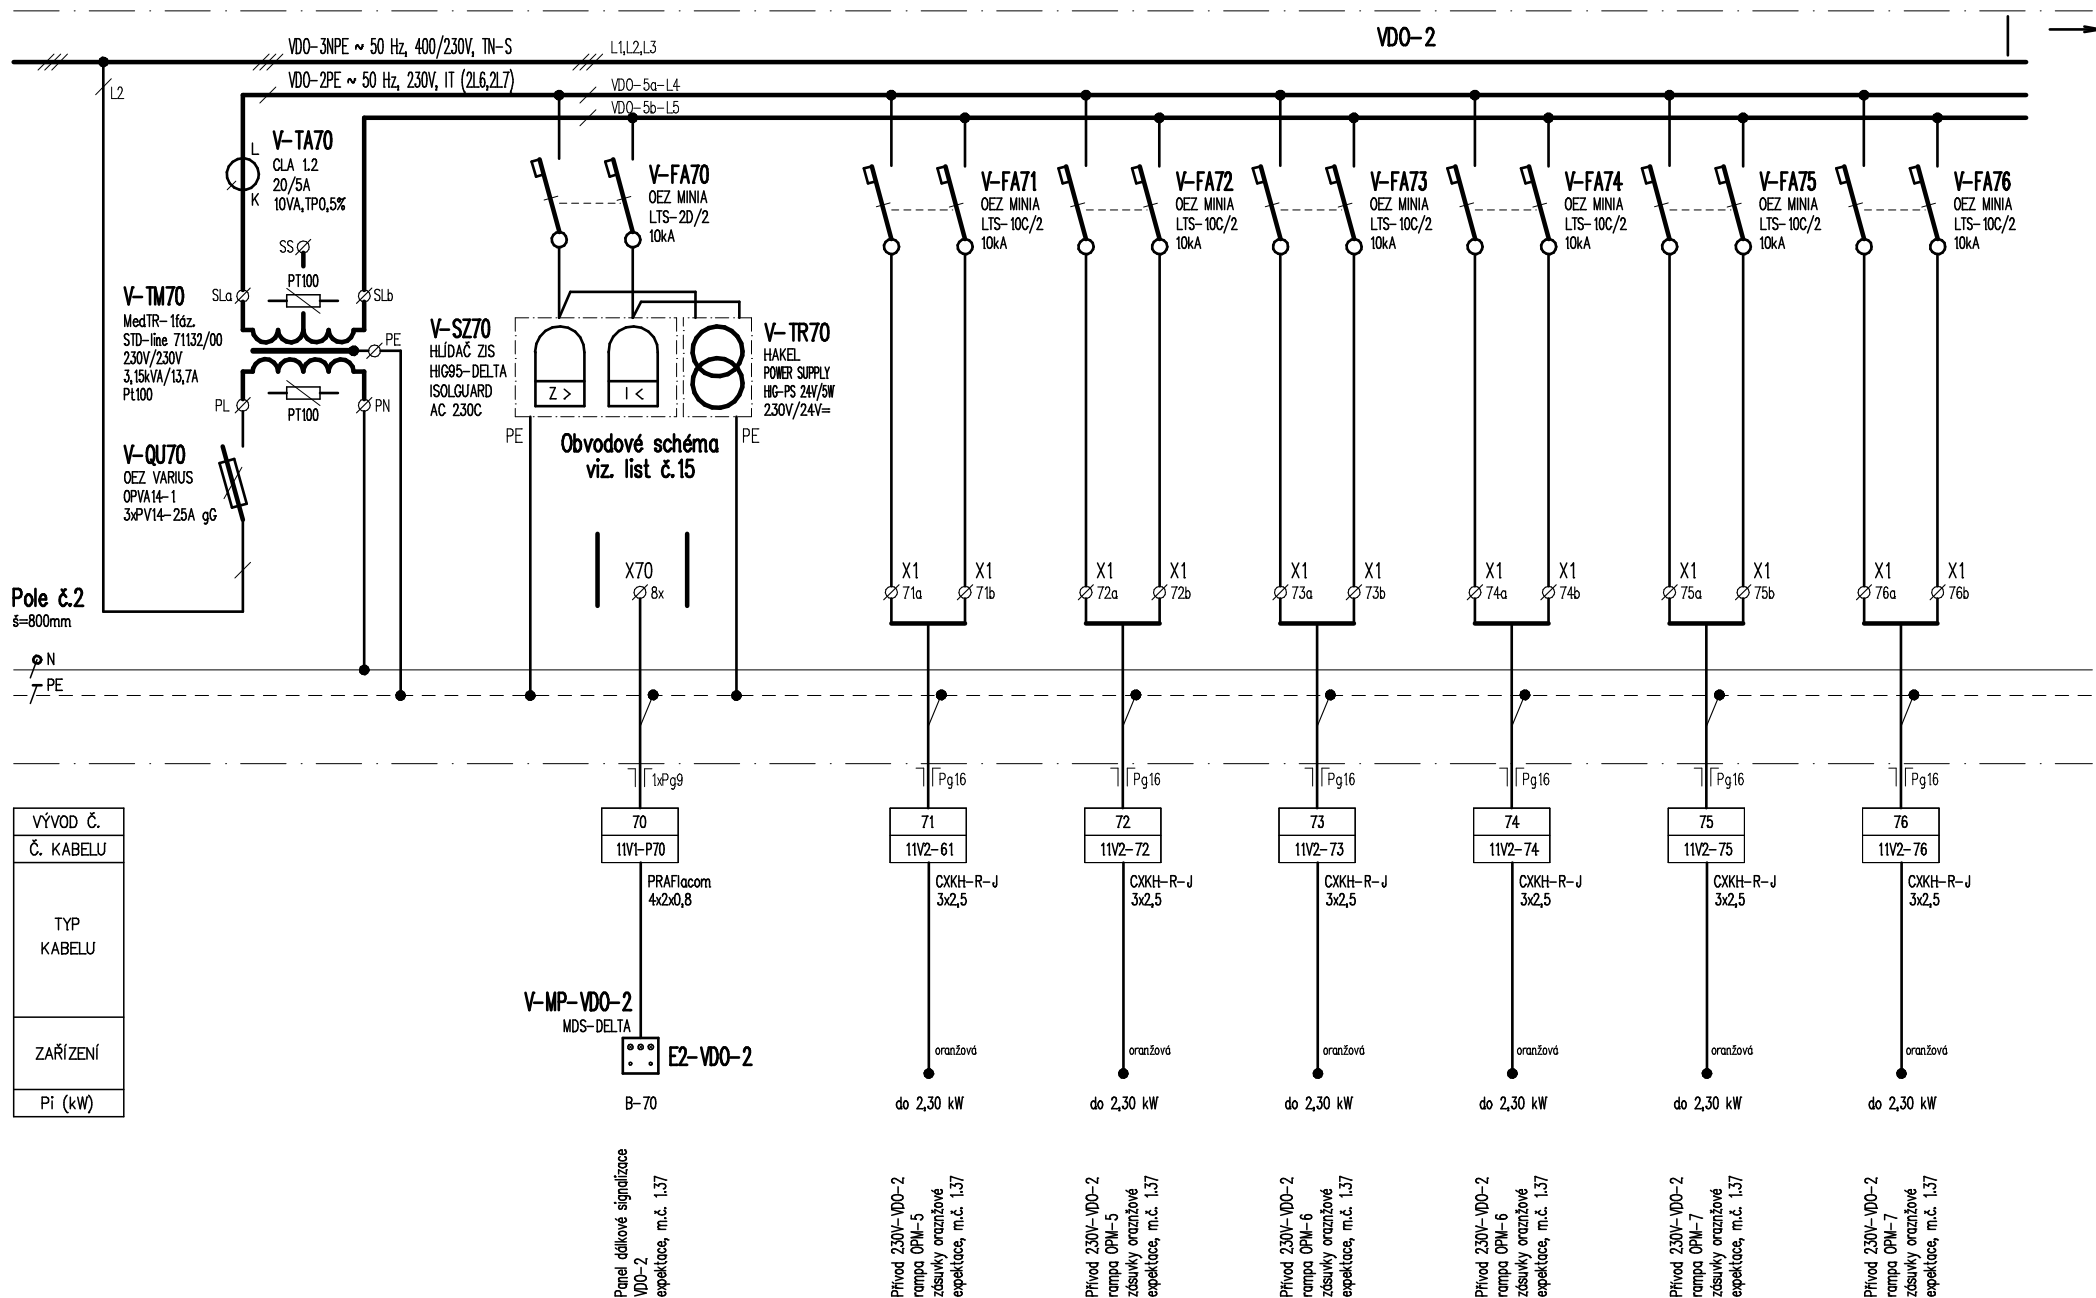 VDO-2
VDO-3NPE ~ 50 Hz, 400/230V, TN-S
L1,L2,L3
VDO-2PE ~ 50 Hz, 230V, IT (2L6,2L7)
VDO-5a-L4
VDO-5b-L5
L2
L
K
V-TA70
CLA 1.2
20/5A
10VA,TP0,5%
SS
PT100
SLa
SLb
V-TM70
MedTR-1fáz.
STD-line 71132/00
230V/230V
3,15kVA/13,7A
Pt100
PE
PL
PN
PT100
V-QU70
OEZ VARIUS
OPVA14-1
3xPV14-25A gG
V-FA70
OEZ MINIA
LTS-2D/2
10kA
V-SZ70
HLÍDAČ ZIS
HIG95-DELTA
ISOLGUARD
AC 230C
Z >
I <
V-TR70
HAKEL
POWER SUPPLY
HIG-PS 24V/5W
230V/24V=
PE
PE
Obvodové schéma
viz. list č.15
X70
8x
V-FA71
OEZ MINIA
LTS-10C/2
10kA
V-FA72
OEZ MINIA
LTS-10C/2
10kA
V-FA73
OEZ MINIA
LTS-10C/2
10kA
V-FA74
OEZ MINIA
LTS-10C/2
10kA
V-FA75
OEZ MINIA
LTS-10C/2
10kA
V-FA76
OEZ MINIA
LTS-10C/2
10kA
X1
71a
X1
71b
X1
72a
X1
72b
X1
73a
X1
73b
X1
74a
X1
74b
X1
75a
X1
75b
X1
76a
X1
76b
Pole č.2
š=800mm
N
PE
1xPg9
Pg16
Pg16
Pg16
Pg16
Pg16
Pg16
VÝVOD Č.
70
71
72
73
74
75
76
Č. KABELU
11V1-P70
11V2-61
11V2-72
11V2-73
11V2-74
11V2-75
11V2-76
TYP
KABELU
PRAFlacom
4x2x0,8
CXKH-R-J
3x2,5
CXKH-R-J
3x2,5
CXKH-R-J
3x2,5
CXKH-R-J
3x2,5
CXKH-R-J
3x2,5
CXKH-R-J
3x2,5
ZAŘÍZENÍ
V-MP-VDO-2
MDS-DELTA
E2-VDO-2
oranžová
oranžová
oranžová
oranžová
oranžová
oranžová
Pi (kW)
B-70
do 2,30 kW
do 2,30 kW
do 2,30 kW
do 2,30 kW
do 2,30 kW
do 2,30 kW
Panel dálkové signalizace
VDO-2
expektace, m.č. 1.37
Přívod 230V-VDO-2
rampa OPM-5
zásuvky oraznžové
expektace, m.č. 1.37
Přívod 230V-VDO-2
rampa OPM-5
zásuvky oraznžové
expektace, m.č. 1.37
Přívod 230V-VDO-2
rampa OPM-6
zásuvky oraznžové
expektace, m.č. 1.37
Přívod 230V-VDO-2
rampa OPM-6
zásuvky oraznžové
expektace, m.č. 1.37
Přívod 230V-VDO-2
rampa OPM-7
zásuvky oraznžové
expektace, m.č. 1.37
Přívod 230V-VDO-2
rampa OPM-7
zásuvky oraznžové
expektace, m.č. 1.37